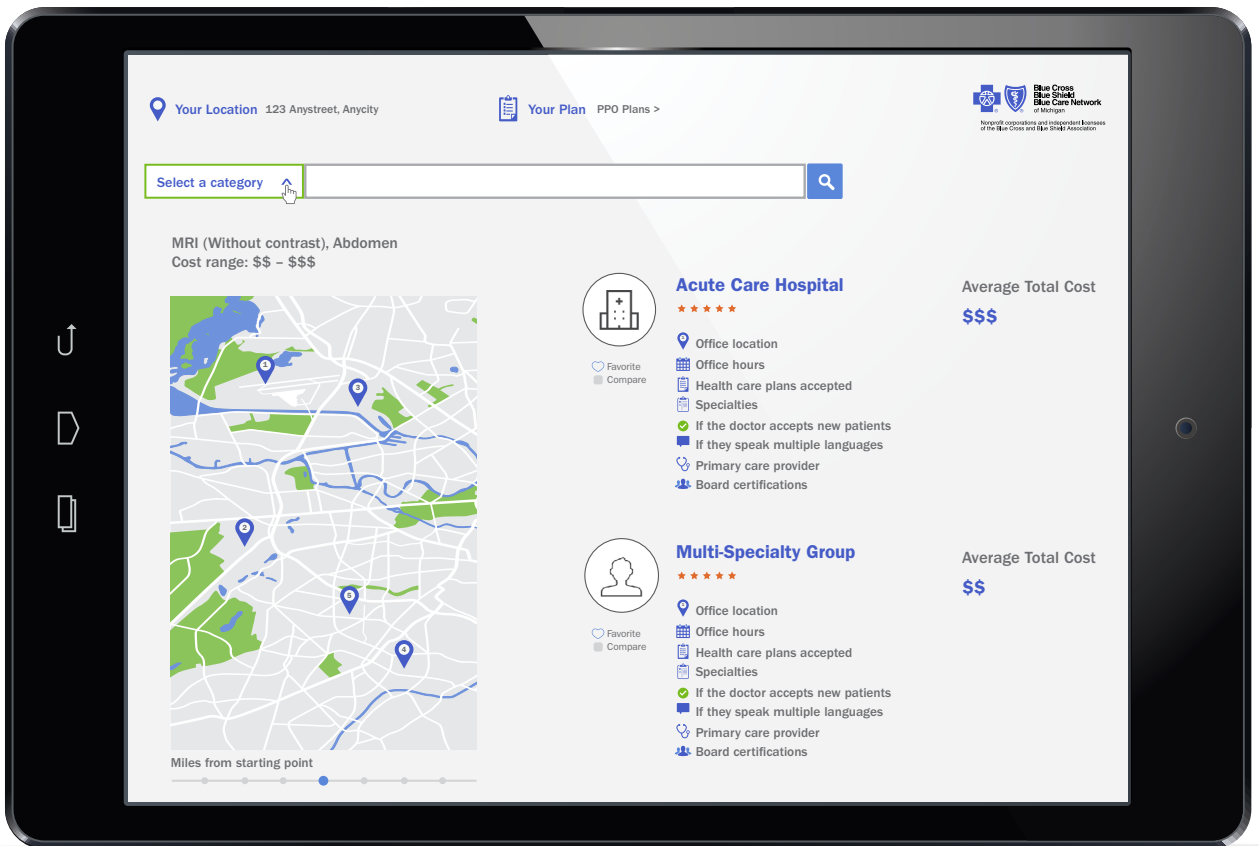 Your Location 123 Anystreet, Anycity
Your Plan PPO Plans >
Blue Cross
Blue Shield
Blue Care Network
of Michigan
Nonprofit corporations and independent licensees
of the Blue Cross and Blue Shield Association
Select a category
MRI (Without contrast), Abdomen
Cost range: $$ – $$$
1
3
2
5
4
Miles from starting point
Acute Care Hospital
Average Total Cost
$$$
Favorite
Compare
Office location
Office hours
Health care plans accepted
Specialties
If the doctor accepts new patients
If they speak multiple languages
Primary care provider
Board certifications
Multi-Specialty Group
Average Total Cost
$$
Favorite
Compare
Office location
Office hours
Health care plans accepted
Specialties
If the doctor accepts new patients
If they speak multiple languages
Primary care provider
Board certifications